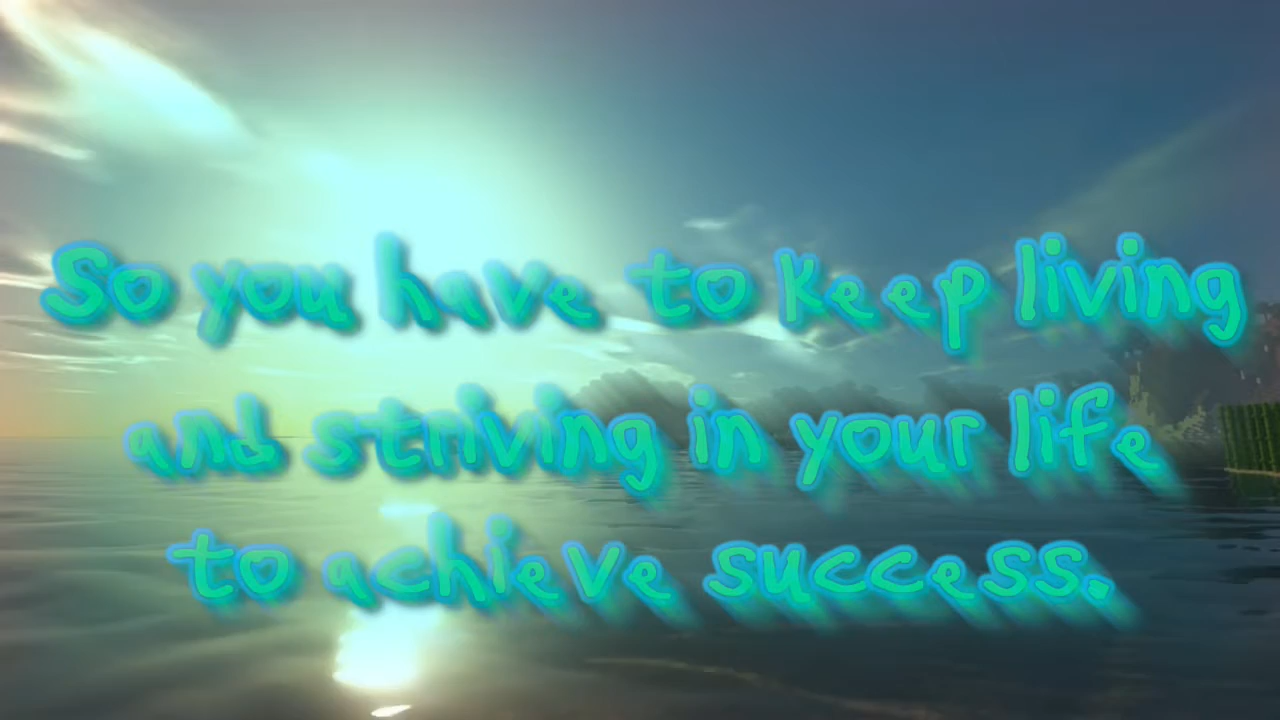 So you have to keep living
and striving in your life
to achieve success.